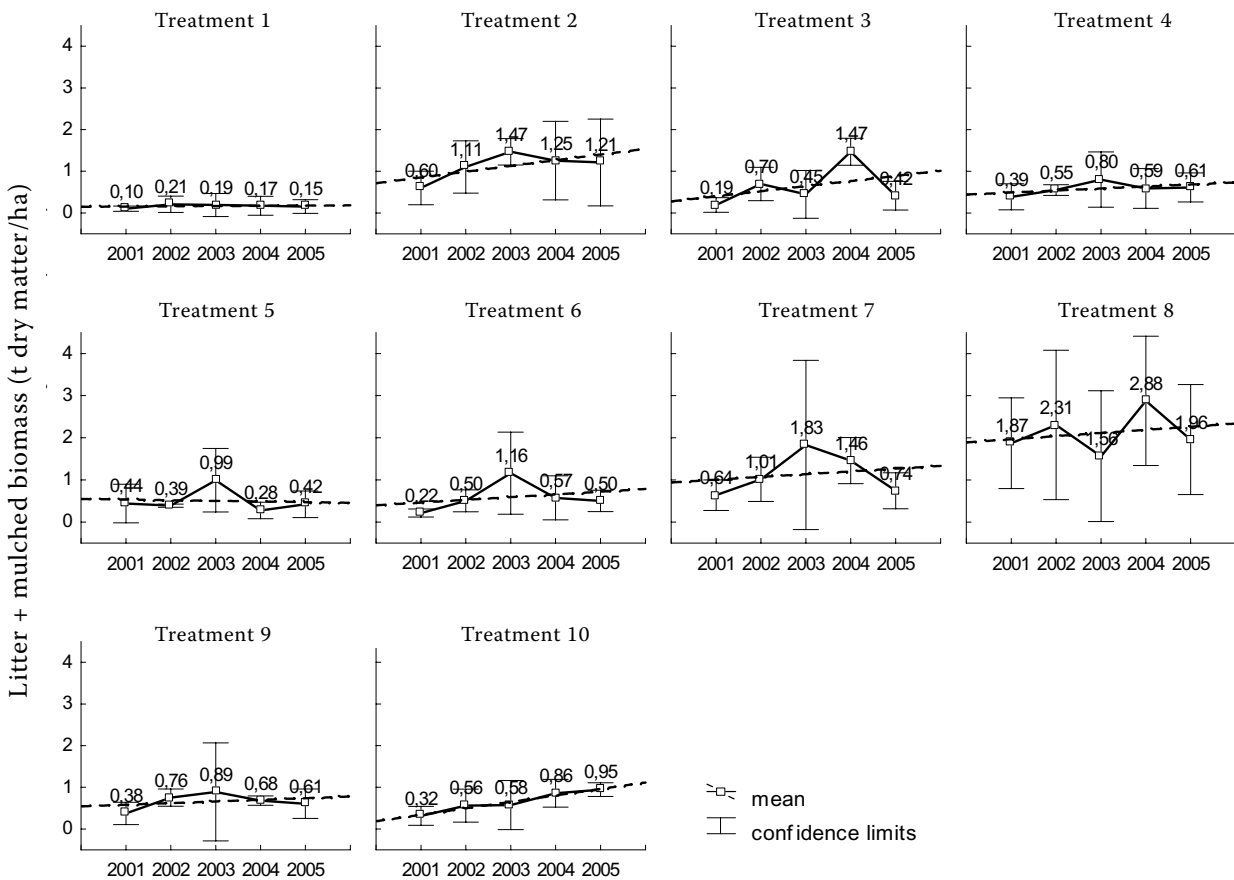 Litter + mulched biomass (t dry matter/ha)
Treatment 1 Treatment 2 Treatment 3 Treatment 4
4
3
2
1
0
0,10 0,21 0,19 0,17 0,15
0,60 1,11 1,47 1,25 1,21
0,19 0,70 0,45 1,47 0,42
0,39 0,55 0,80 0,59 0,61
2001 2002 2003 2004 2005 2001 2002 2003 2004 2005 2001 2002 2003 2004 2005 2001 2002 2003 2004 2005
Treatment 5 Treatment 6 Treatment 7 Treatment 8
4
3
2
1
0
0,44 0,39 0,99 0,28 0,42
0,22 0,50 1,16 0,57 0,50
0,64 1,01 1,83 1,46 0,74
1,87 2,31 1,56 2,88 1,96
2001 2002 2003 2004 2005 2001 2002 2003 2004 2005 2001 2002 2003 2004 2005 2001 2002 2003 2004 2005
Treatment 9 Treatment 10
4
3
2
1
0
0,38 0,76 0,89 0,68 0,61
0,32 0,56 0,58 0,86 0,95
2001 2002 2003 2004 2005 2001 2002 2003 2004 2005
mean
confidence limits